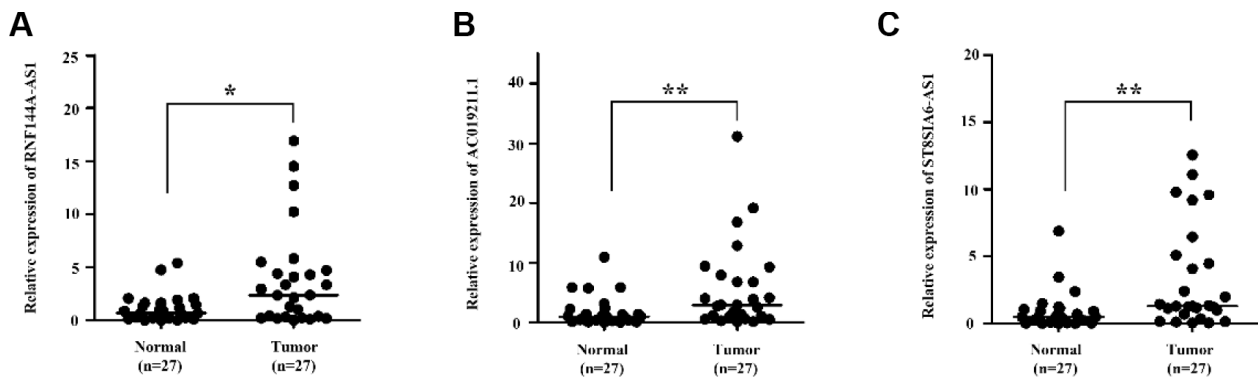 A
Relative expression of RNF144A-AS1
25
20
15
10
5
0
*
Normal
(n=27)
Tumor
(n=27)
B
Relative expression of AC019211.1
40
30
20
10
0
**
Normal
(n=27)
Tumor
(n=27)
C
Relative expression of ST8SIA6-AS1
20
15
10
5
0
**
Normal
(n=27)
Tumor
(n=27)